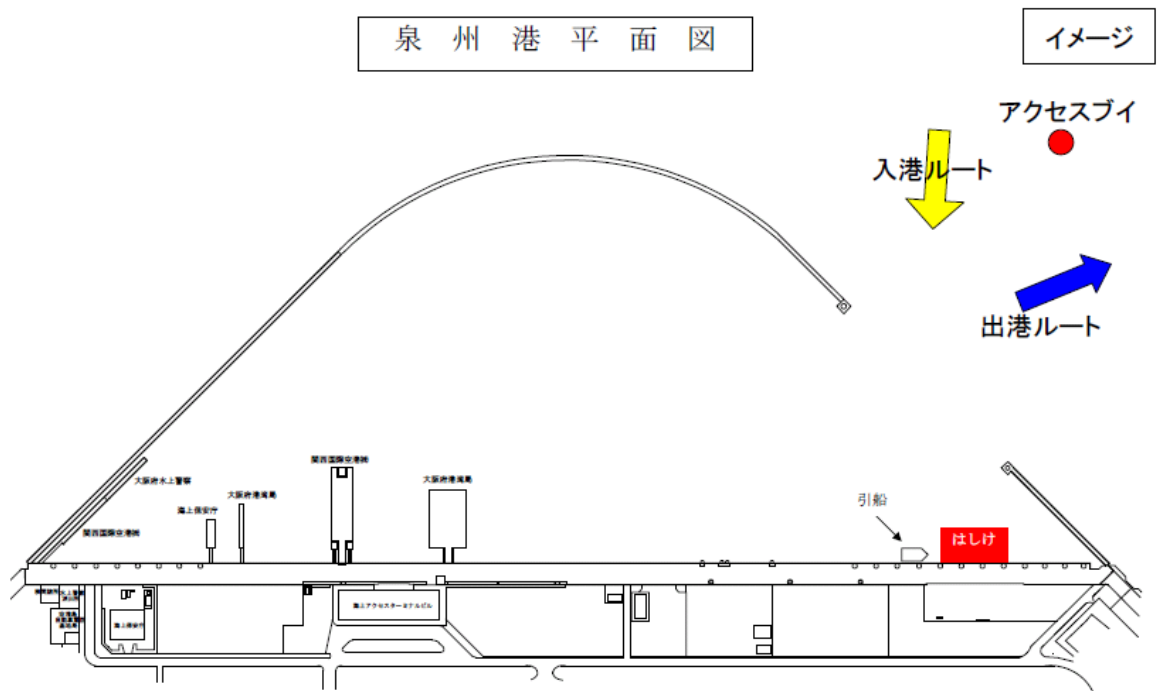 泉州港平面図
イメージ
アクセスブイ
入港ルート
出港ルート
関西国際空港㈱
大阪府水上警察
大阪府港湾局
大阪府港湾局
海上保安庁
引船
関西国際空港㈱
はしけ
海上アクセスターミナルビル
海上保安庁